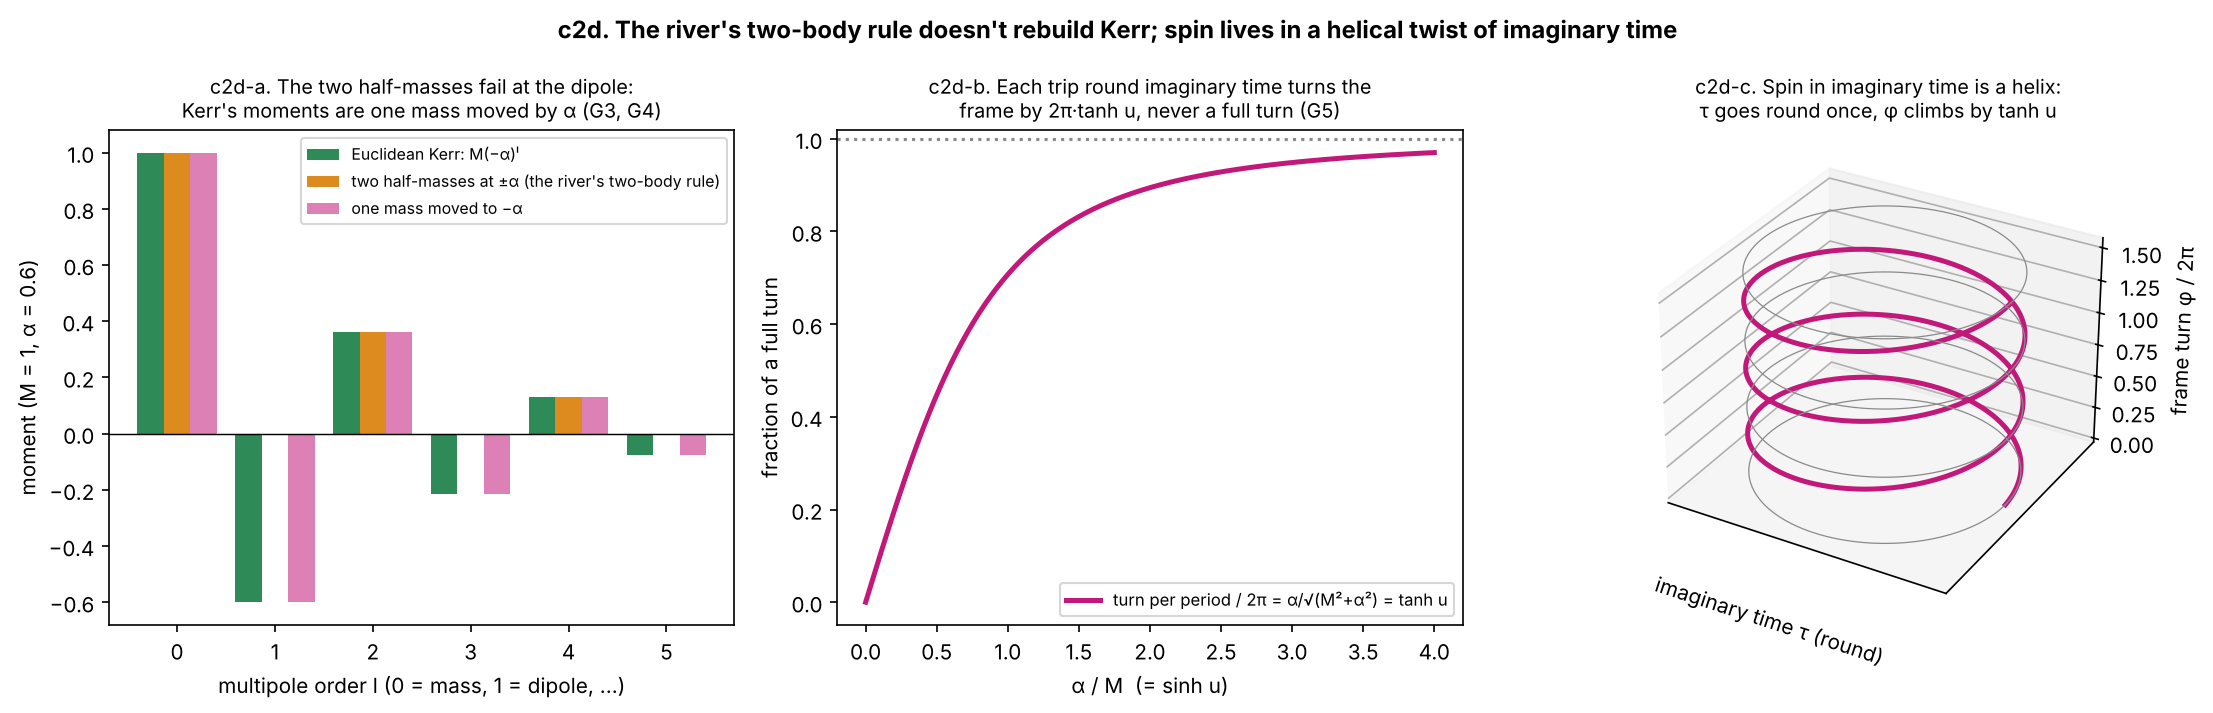 c2d. The river's two-body rule doesn't rebuild Kerr; spin lives in a helical twist of imaginary time
c2d-a. The two half-masses fail at the dipole:
Kerr's moments are one mass moved by α (G3, G4)
moment (M = 1, α = 0.6)
1.0
0.8
0.6
0.4
0.2
0.0
−0.2
−0.4
−0.6
Euclidean Kerr: M(−α)ˡ
two half-masses at ±α (the river's two-body rule)
one mass moved to −α
0 1 2 3 4 5
multipole order l (0 = mass, 1 = dipole, ...)
c2d-b. Each trip round imaginary time turns the
frame by 2π·tanh u, never a full turn (G5)
fraction of a full turn
1.0
0.8
0.6
0.4
0.2
0.0
turn per period / 2π = α/√(M²+α²) = tanh u
0.0 0.5 1.0 1.5 2.0 2.5 3.0 3.5 4.0
α / M (= sinh u)
c2d-c. Spin in imaginary time is a helix:
τ goes round once, φ climbs by tanh u
1.50
1.25
1.00
0.75
0.50
0.25
0.00
frame turn φ / 2π
imaginary time τ (round)